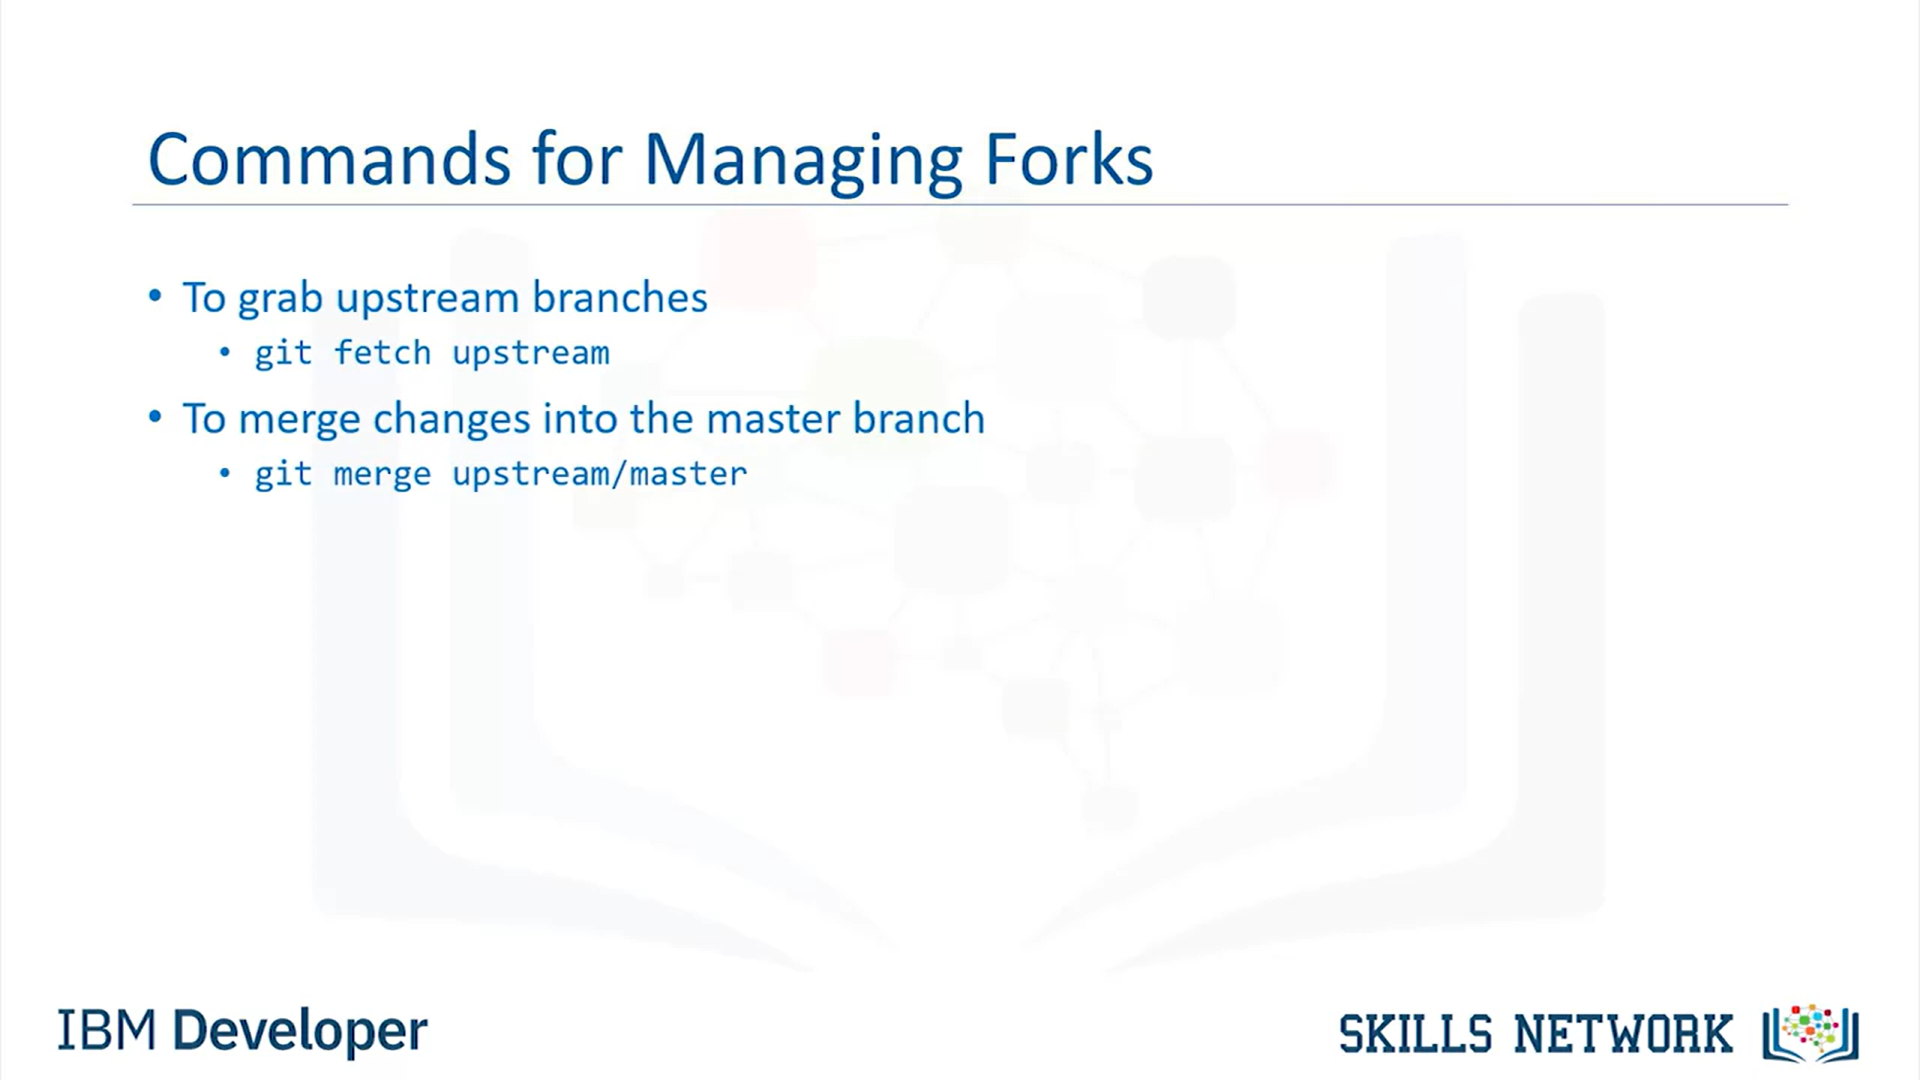 Commands for Managing Forks
• To grab upstream branches
• git fetch upstream
• To merge changes into the master branch
• git merge upstream/master
IBM Developer
SKILLS NETWORK